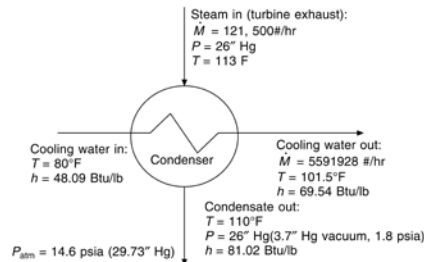 Steam in (turbine exhaust):
Ṁ = 121, 500#/hr
P = 26″ Hg
T = 113 F
Cooling water in:
T = 80°F
h = 48.09 Btu/lb
Condenser
Cooling water out:
Ṁ = 5591928 #/hr
T = 101.5°F
h = 69.54 Btu/lb
Condensate out:
T = 110°F
P = 26″ Hg(3.7″ Hg vacuum, 1.8 psia)
h = 81.02 Btu/lb
Patm = 14.6 psia (29.73″ Hg)